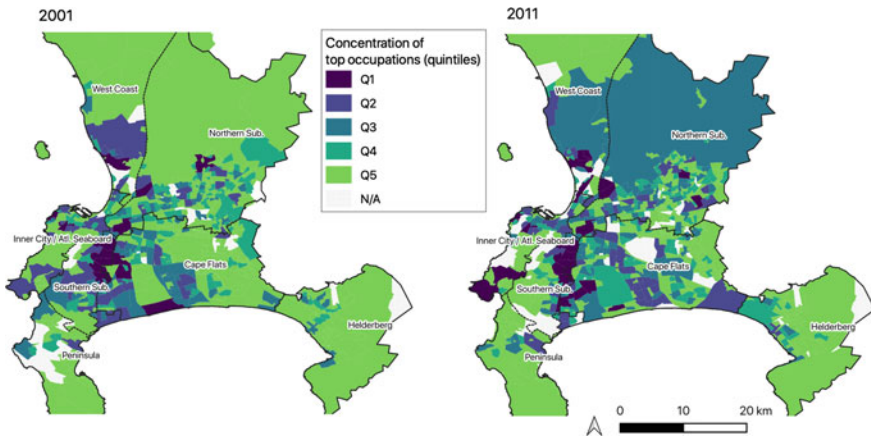 2001
West Coast
Northern Sub.
Inner City / Atl. Seaboard
Cape Flats
Southern Sub.
Helderberg
Peninsula
Concentration of
top occupations (quintiles)
Q1
Q2
Q3
Q4
Q5
N/A
2011
West Coast
Northern Sub.
Inner City / Atl. Seaboard
Cape Flats
Southern Sub.
Helderberg
Peninsula
0 10 20 km